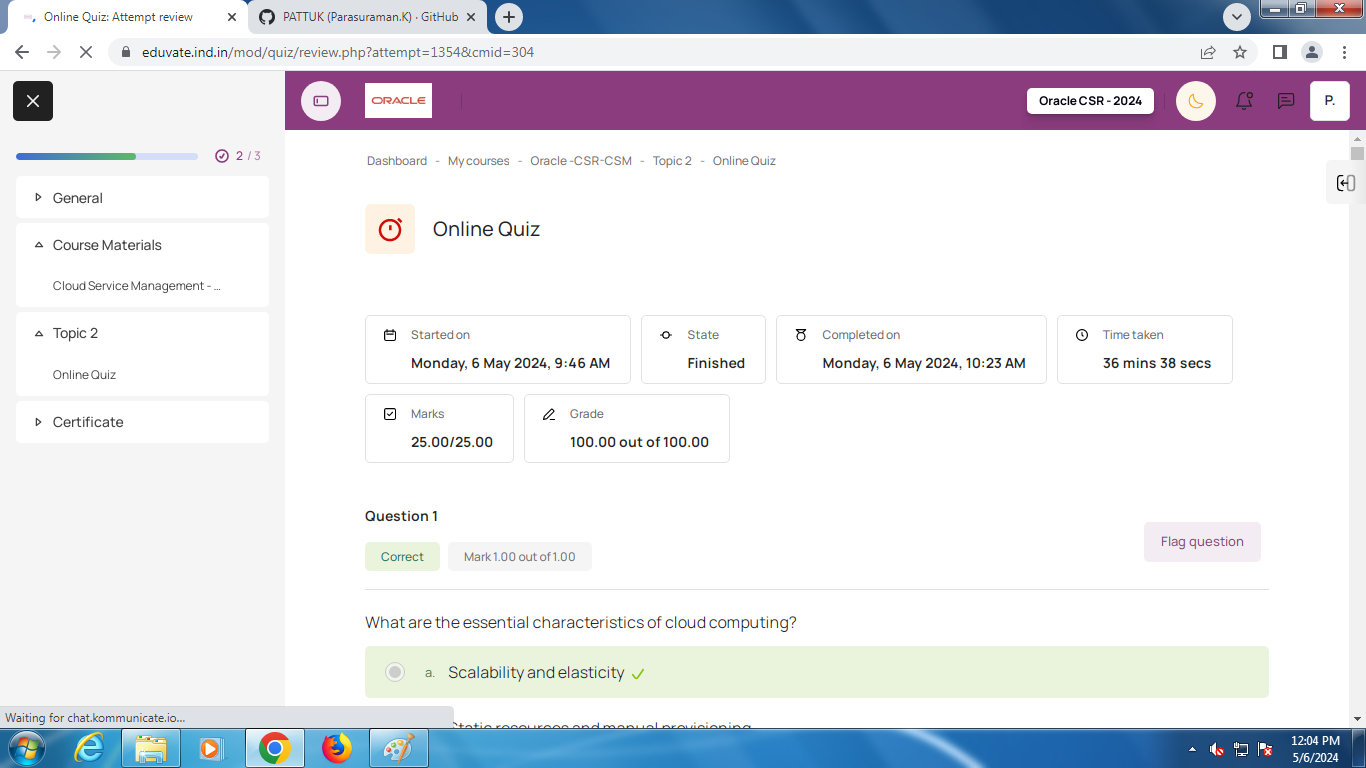 Online Quiz: Attempt review
PATTUK (Parasuraman.K) · GitHub
eduvate.ind.in/mod/quiz/review.php?attempt=1354&cmid=304
ORACLE
Oracle CSR - 2024
P.
2 / 3
General
Course Materials
Cloud Service Management - ...
Topic 2
Online Quiz
Certificate
Dashboard - My courses - Oracle -CSR-CSM - Topic 2 - Online Quiz
Online Quiz
Started on
Monday, 6 May 2024, 9:46 AM
State
Finished
Completed on
Monday, 6 May 2024, 10:23 AM
Time taken
36 mins 38 secs
Marks
25.00/25.00
Grade
100.00 out of 100.00
Question 1
Correct
Mark 1.00 out of 1.00
Flag question
What are the essential characteristics of cloud computing?
a. Scalability and elasticity
Static resources and manual provisioning
Waiting for chat.kommunicate.io...
12:04 PM
5/6/2024